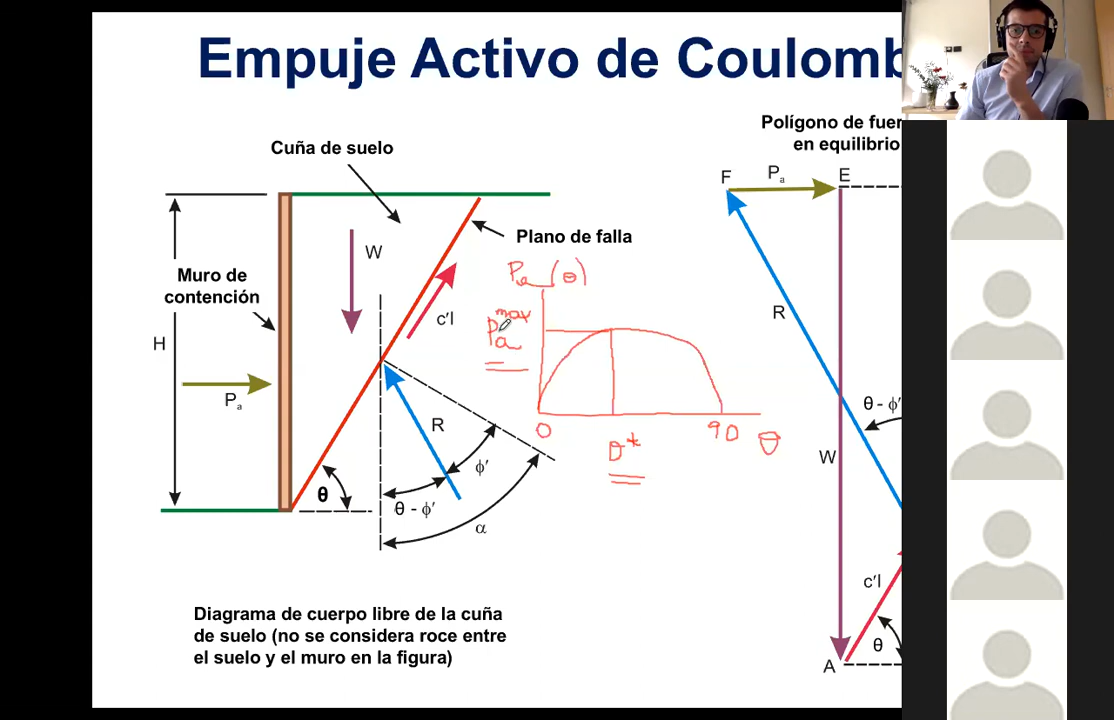 Empuje Activo de Coulomb
Polígono de fuer
en equilibrio
Cuña de suelo
F
Pa
E
Plano de falla
W
Pa (θ)
Muro de
contención
c'l
Pa max
H
R
Pa
R
θ - ϕ'
0
90
θ
θ*
W
ϕ'
θ
θ - ϕ'
α
c'l
Diagrama de cuerpo libre de la cuña
de suelo (no se considera roce entre
el suelo y el muro en la figura)
θ
A